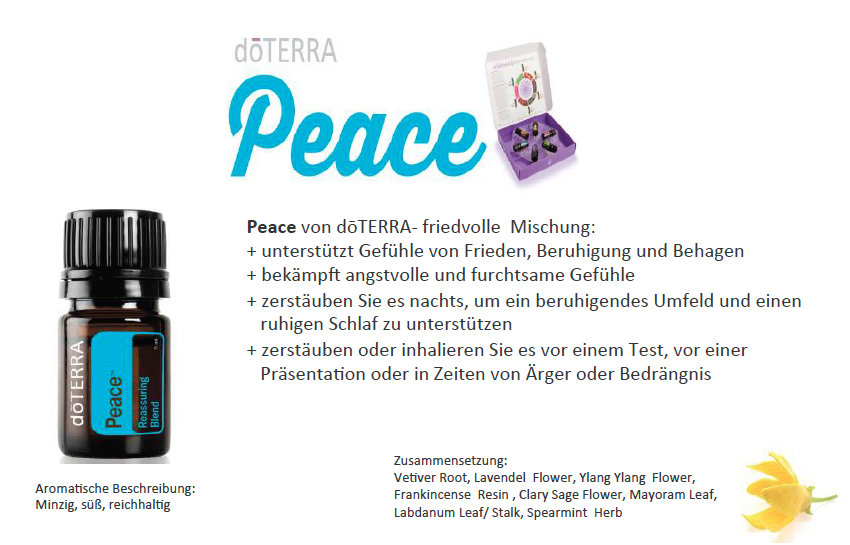 dōTERRA
Peace
Peace von dōTERRA- friedvolle Mischung:
+ unterstützt Gefühle von Frieden, Beruhigung und Behagen
+ bekämpft angstvolle und furchtsame Gefühle
+ zerstäuben Sie es nachts, um ein beruhigendes Umfeld und einen
ruhigen Schlaf zu unterstützen
+ zerstäuben oder inhalieren Sie es vor einem Test, vor einer
Präsentation oder in Zeiten von Ärger oder Bedrängnis
dōTERRA
Peace™
Reassuring
Blend
5 ml
Aromatische Beschreibung:
Minzig, süß, reichhaltig
Zusammensetzung:
Vetiver Root, Lavendel Flower, Ylang Ylang Flower,
Frankincense Resin , Clary Sage Flower, Mayoram Leaf,
Labdanum Leaf/ Stalk, Spearmint Herb